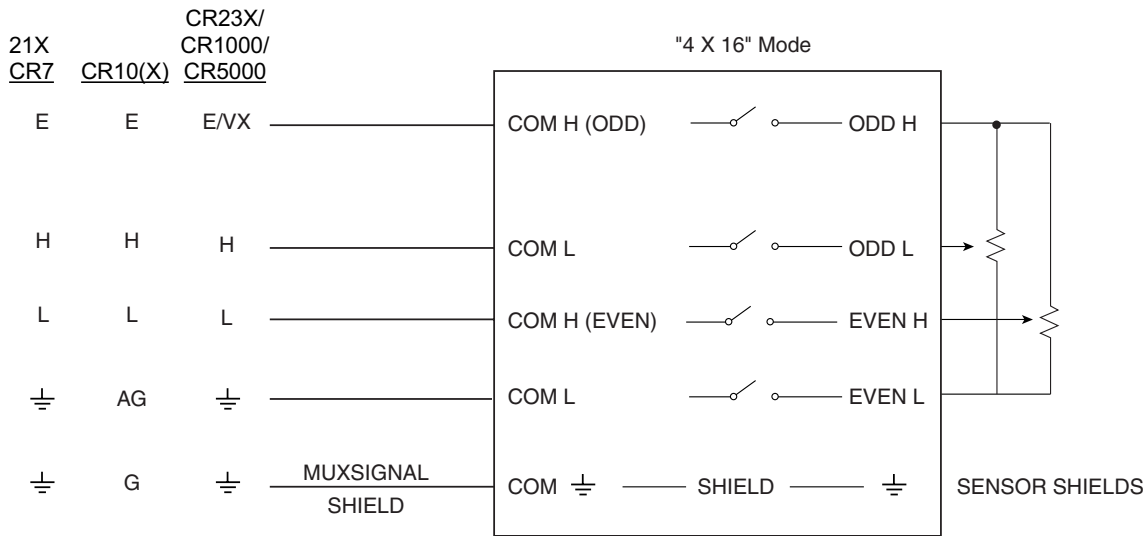 CR23X/
21X CR1000/ "4 X 16" Mode
CR7 CR10(X) CR5000
E E E/VX COM H (ODD) ODD H
H H H COM L ODD L
L L L COM H (EVEN) EVEN H
AG COM L EVEN L
G MUXSIGNAL COM SHIELD SENSOR SHIELDS
SHIELD